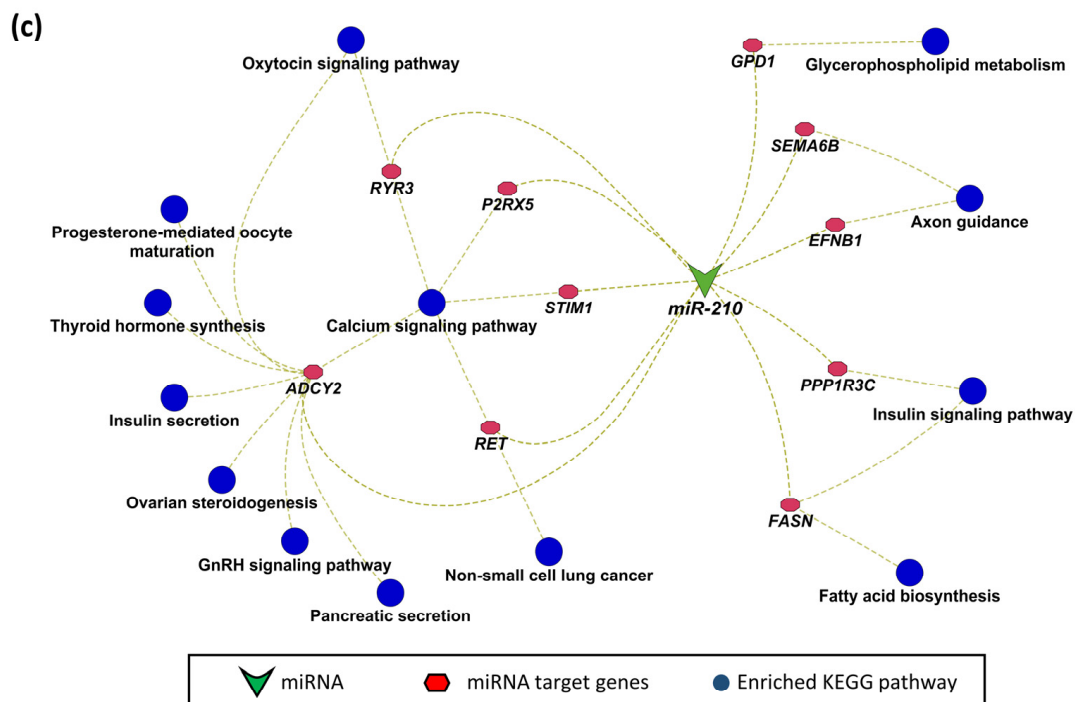 (c)
Oxytocin signaling pathway
GPD1
Glycerophospholipid metabolism
SEMA6B
RYR3
P2RX5
Progesterone-mediated oocyte
maturation
EFNB1
Axon guidance
Thyroid hormone synthesis
Calcium signaling pathway
STIM1
miR-210
ADCY2
PPP1R3C
Insulin secretion
Insulin signaling pathway
RET
Ovarian steroidogenesis
FASN
GnRH signaling pathway
Non-small cell lung cancer
Pancreatic secretion
Fatty acid biosynthesis
miRNA
miRNA target genes
Enriched KEGG pathway